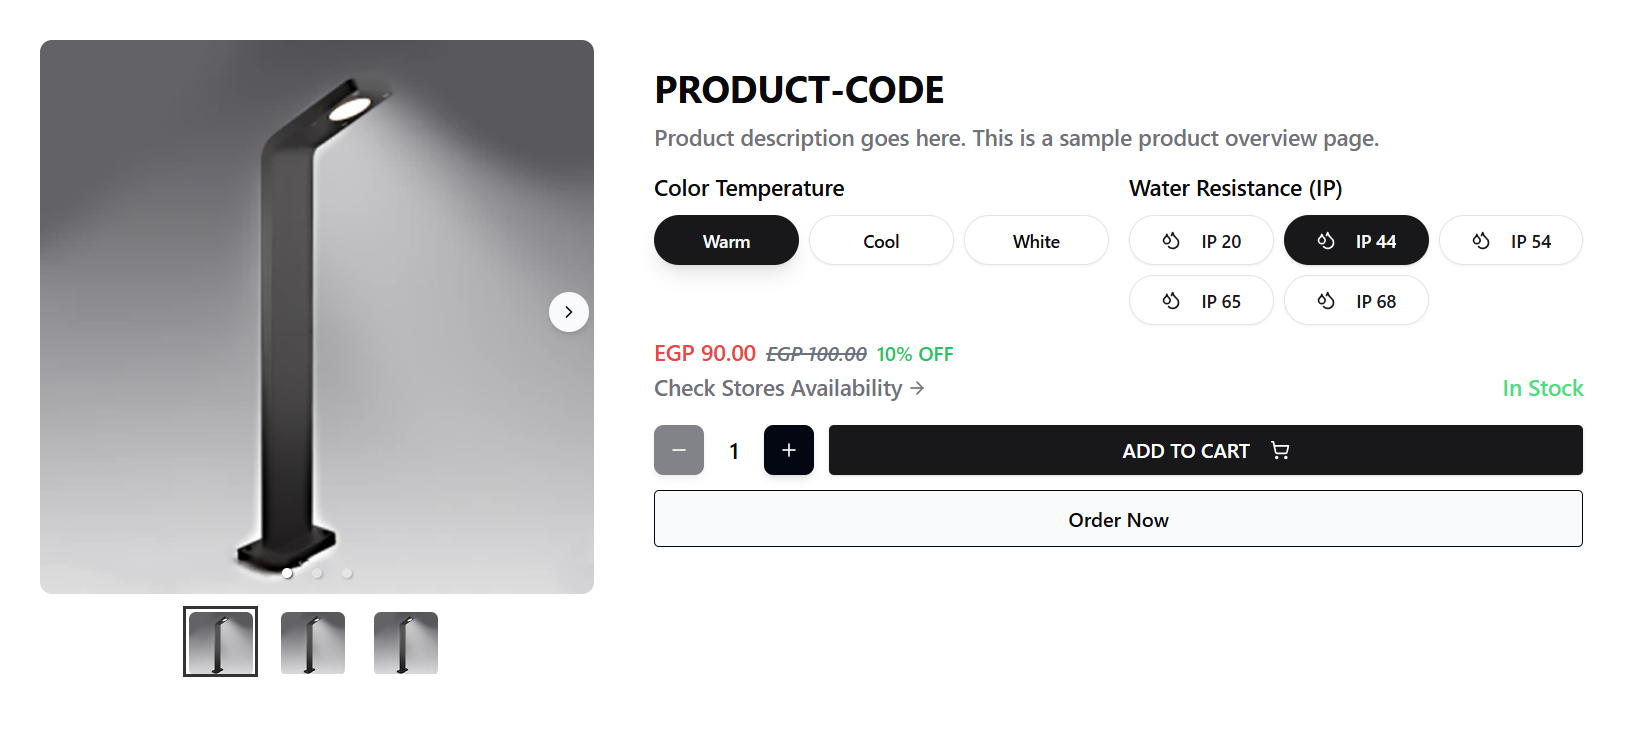 PRODUCT-CODE
Product description goes here. This is a sample product overview page.
Color Temperature
Warm
Cool
White
Water Resistance (IP)
IP 20
IP 44
IP 54
IP 65
IP 68
EGP 90.00 EGP 100.00 10% OFF
Check Stores Availability →
In Stock
1
ADD TO CART
Order Now